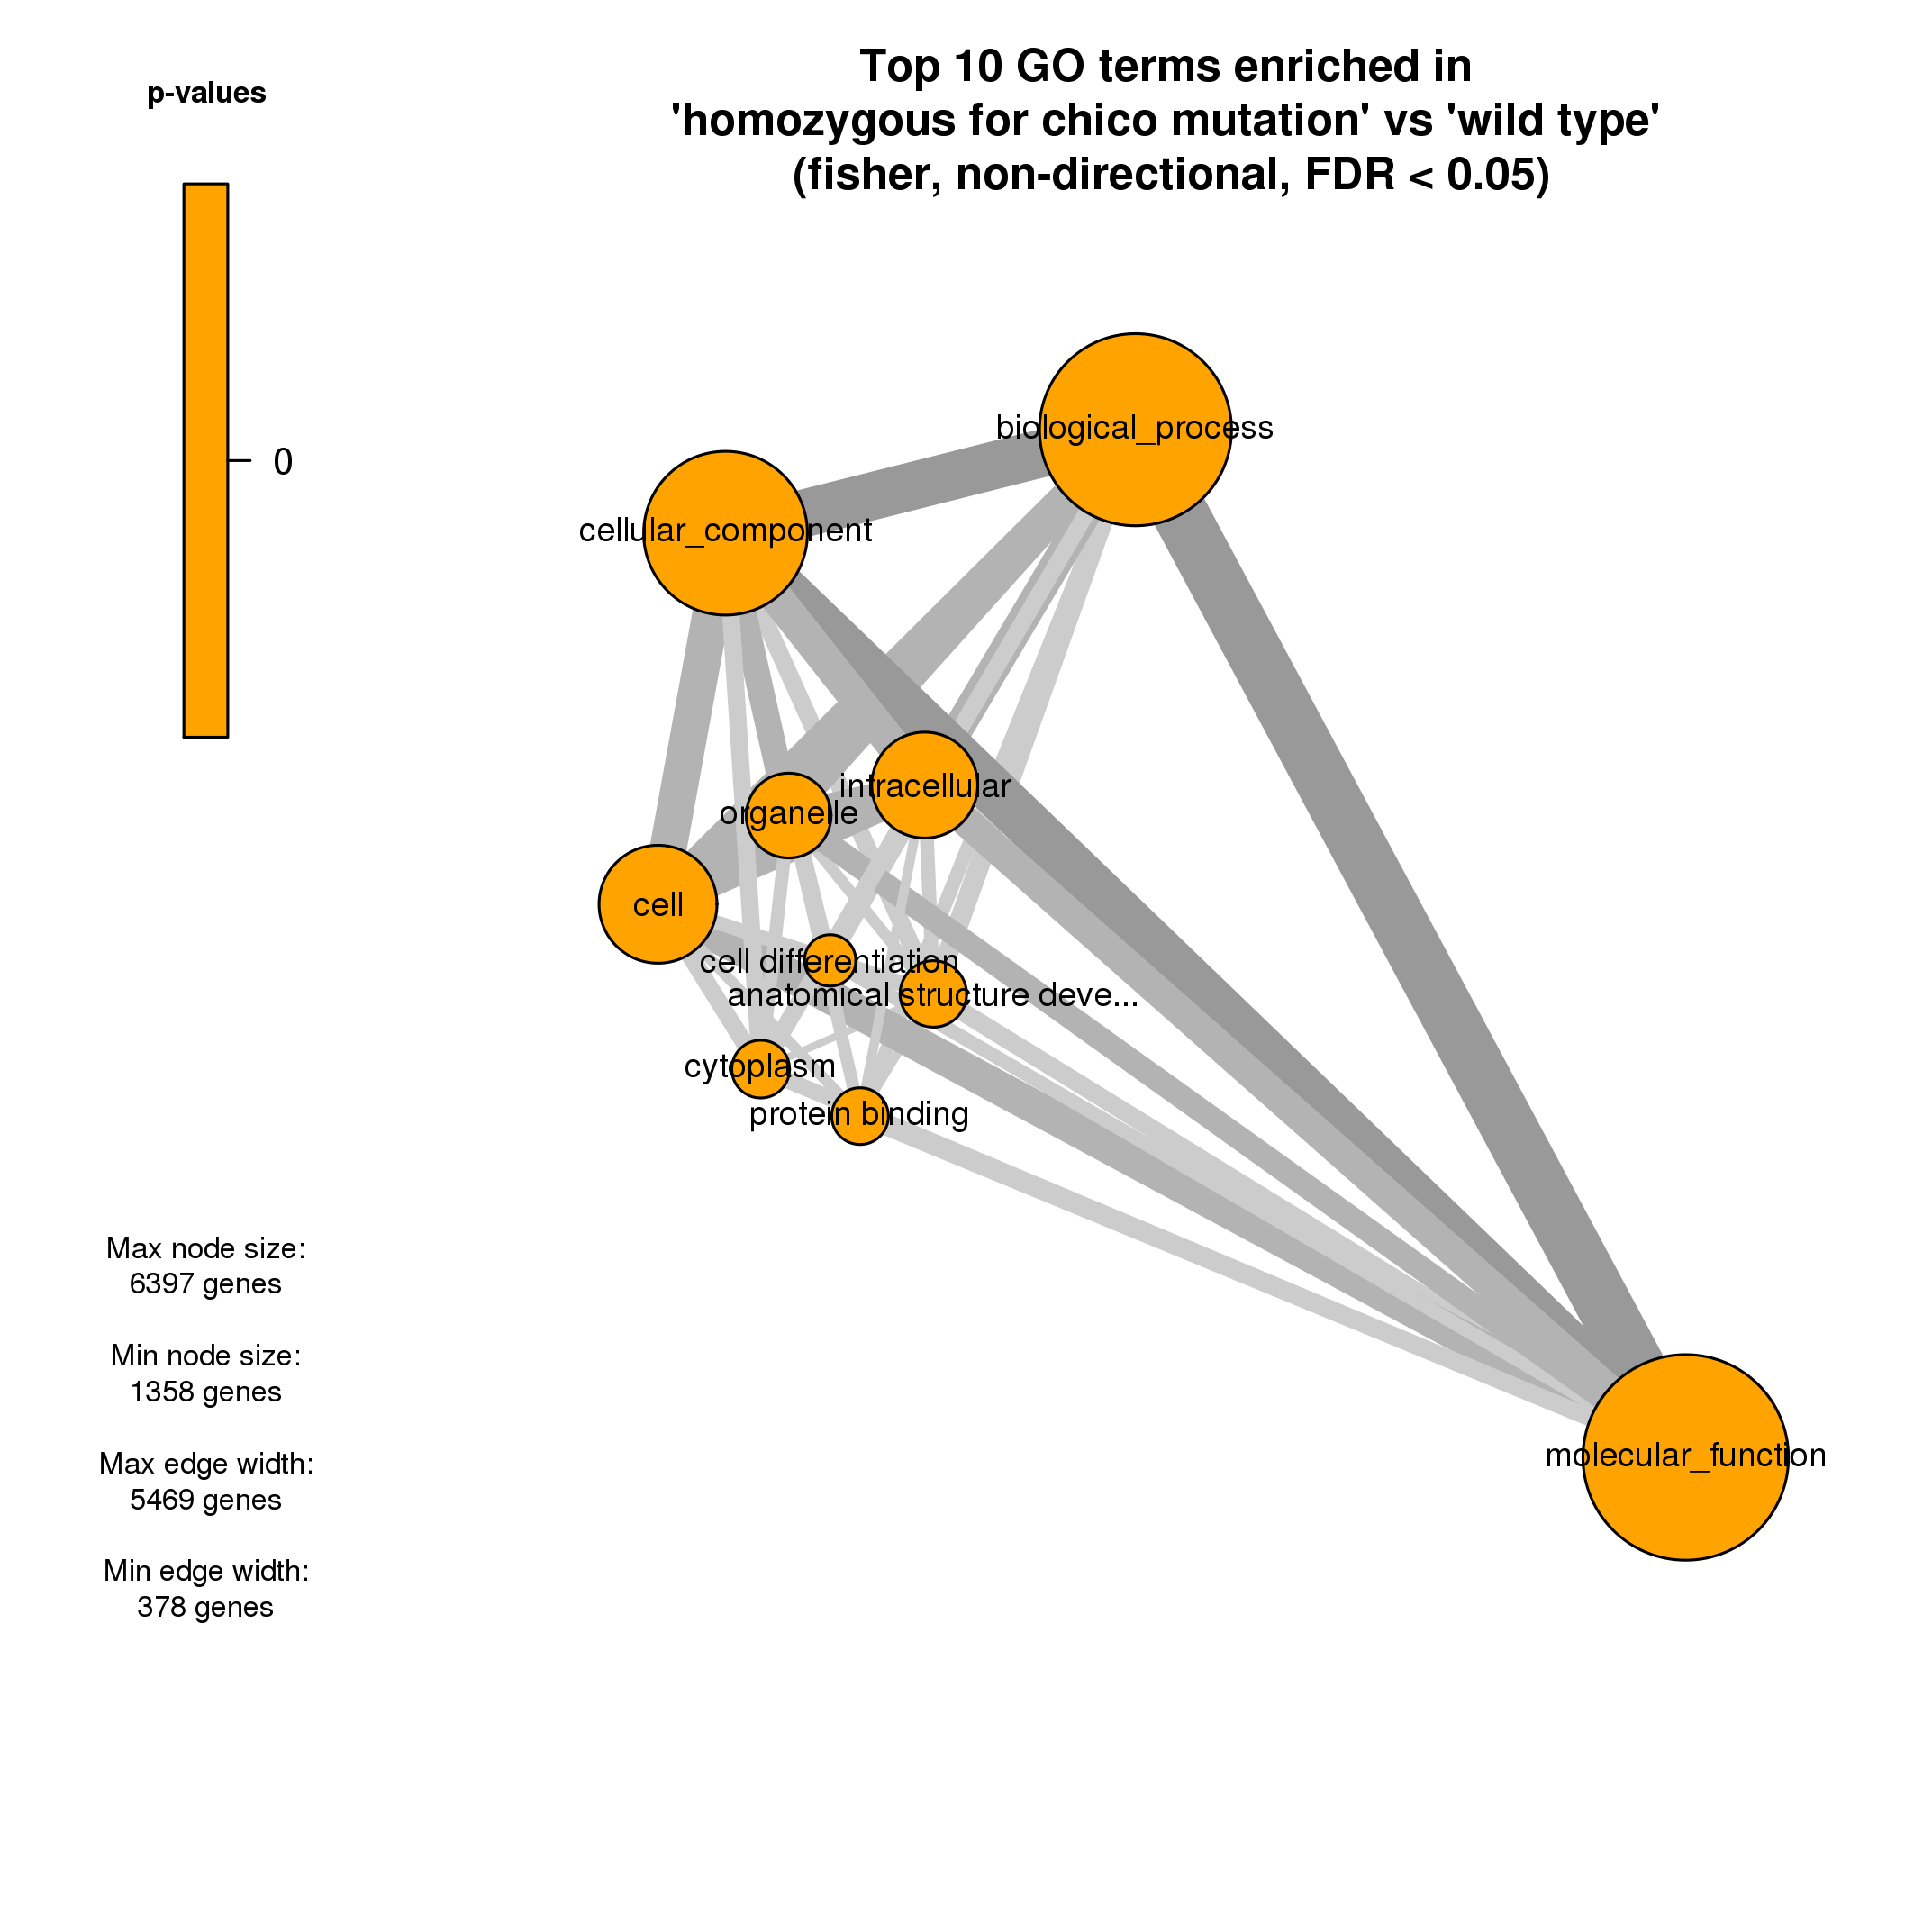 p-values
Top 10 GO terms enriched in
'homozygous for chico mutation' vs 'wild type'
(fisher, non-directional, FDR < 0.05)
0
biological_process
cellular_component
intracellular
organelle
cell
cell differentiation
anatomical structure deve...
cytoplasm
protein binding
molecular_function
Max node size:
6397 genes
Min node size:
1358 genes
Max edge width:
5469 genes
Min edge width:
378 genes